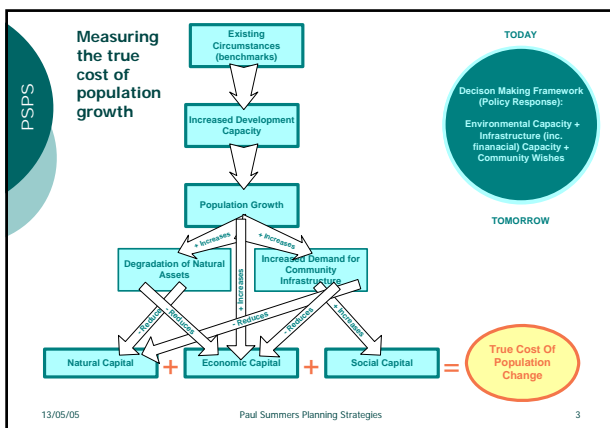 PSPS
Measuring
the true
cost of
population
growth
Existing
Circumstances
(benchmarks)
Increased Development
Capacity
Population Growth
+ Increases
+ Increases
+ Increases
Degradation of Natural
Assets
Increased Demand for
Community
Infrastructure
- Reduces
- Reduces
- Reduces
+ Increases
Natural Capital
+
Economic Capital
+
Social Capital
=
True Cost Of
Population
Change
TODAY
Decison Making Framework
(Policy Response):
Environmental Capacity +
Infrastructure (inc.
finanacial) Capacity +
Community Wishes
TOMORROW
13/05/05
Paul Summers Planning Strategies
3